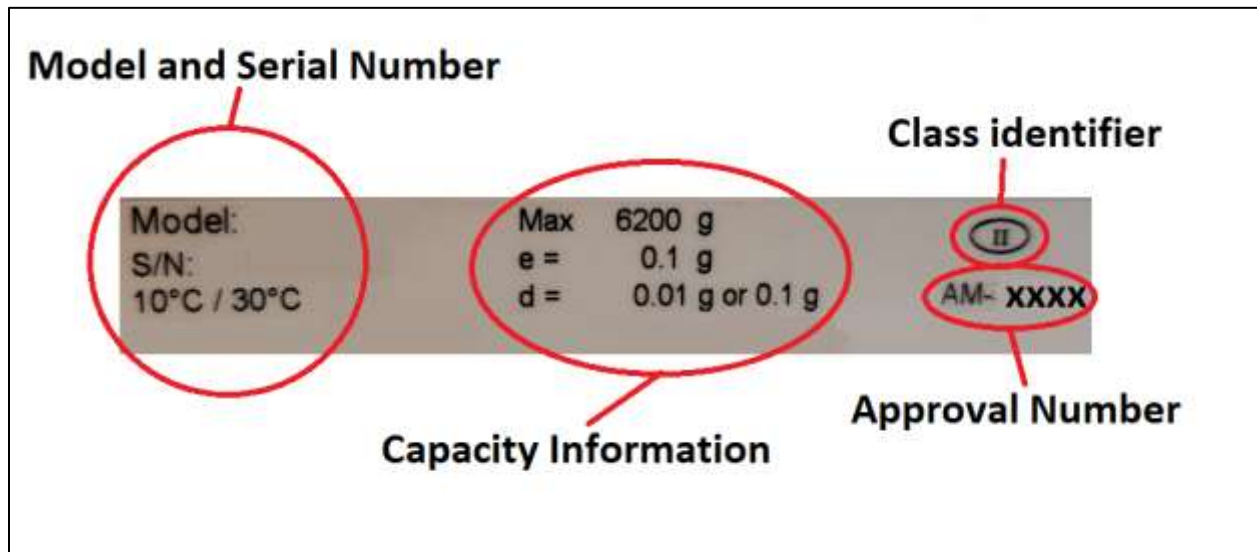 Model and Serial Number
Class identifier
Model:
S/N:
10°C / 30°C
Max 6200 g
e = 0.1 g
d = 0.01 g or 0.1 g
II
AM- XXXX
Approval Number
Capacity Information